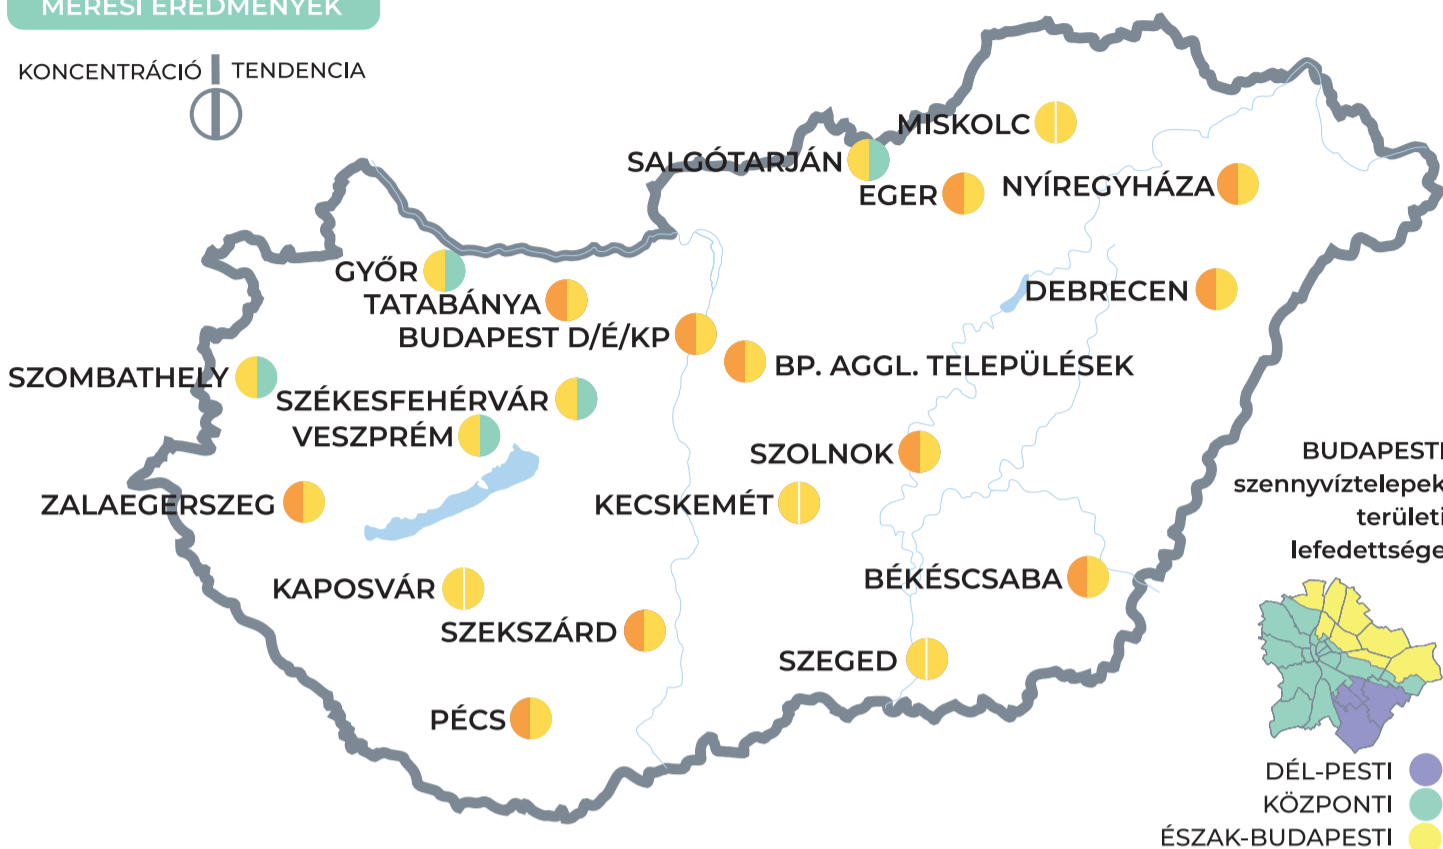 MÉRÉSI EREDMÉNYEK
KONCENTRÁCIÓ TENDENCIA
MISKOLC
SALGÓTARJÁN
EGER
NYÍREGYHÁZA
GYŐR
TATABÁNYA
DEBRECEN
BUDAPEST D/É/KP
BP. AGGL. TELEPÜLÉSEK
SZOMBATHELY
SZÉKESFEHÉRVÁR
VESZPRÉM
SZOLNOK
ZALAEGERSZEG
KECSKEMÉT
BUDAPESTI
szennyvíztelepek
területi
lefedettsége
KAPOSVÁR
BÉKÉSCSABA
SZEKSZÁRD
SZEGED
PÉCS
DÉL-PESTI
KÖZPONTI
ÉSZAK-BUDAPESTI